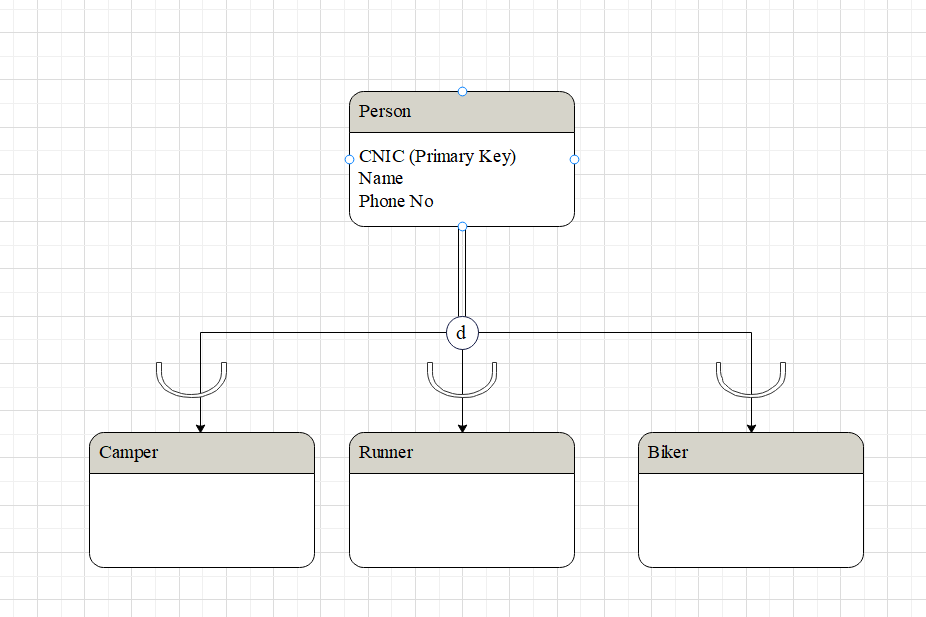 Person
CNIC (Primary Key)
Name
Phone No
d
Camper
Runner
Biker